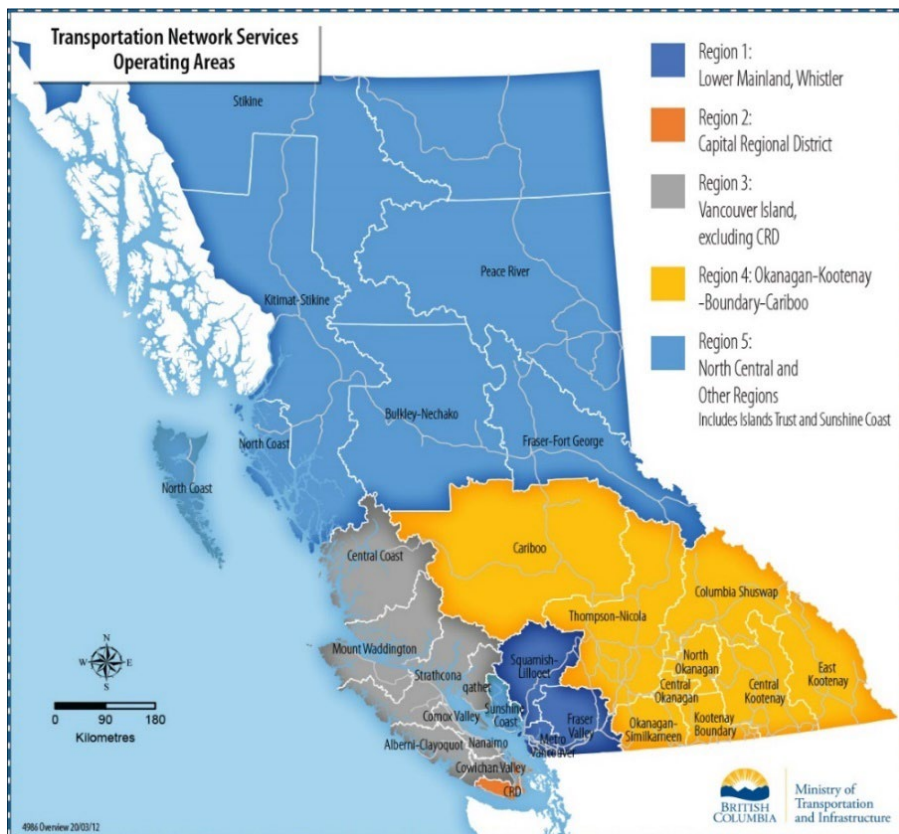 Transportation Network Services
Operating Areas
Region 1:
Lower Mainland, Whistler
Region 2:
Capital Regional District
Region 3:
Vancouver Island,
excluding CRD
Region 4: Okanagan-Kootenay
-Boundary-Cariboo
Region 5:
North Central and
Other Regions
Includes Islands Trust and Sunshine Coast
Stikine
Peace River
Kitimat-Stikine
Bulkley-Nechako
North Coast
Fraser-Fort George
North Coast
Cariboo
Central Coast
Columbia Shuswap
Thompson-Nicola
Mount Waddington
Squamish-
Lillooet
North
Okanagan
East
Kootenay
Strathcona
qathet
Central
Okanagan
Central
Kootenay
Sunshine
Coast
Comox Valley
Fraser
Valley
Okanagan-
Similkameen
Kootenay
Boundary
Metro
Vancouver
Alberni-Clayoquot
Nanaimo
Cowichan Valley
CRD
N
W
E
S
0 90 180
Kilometres
BRITISH
COLUMBIA
Ministry of
Transportation
and Infrastructure
4986 Overview 20/03/12